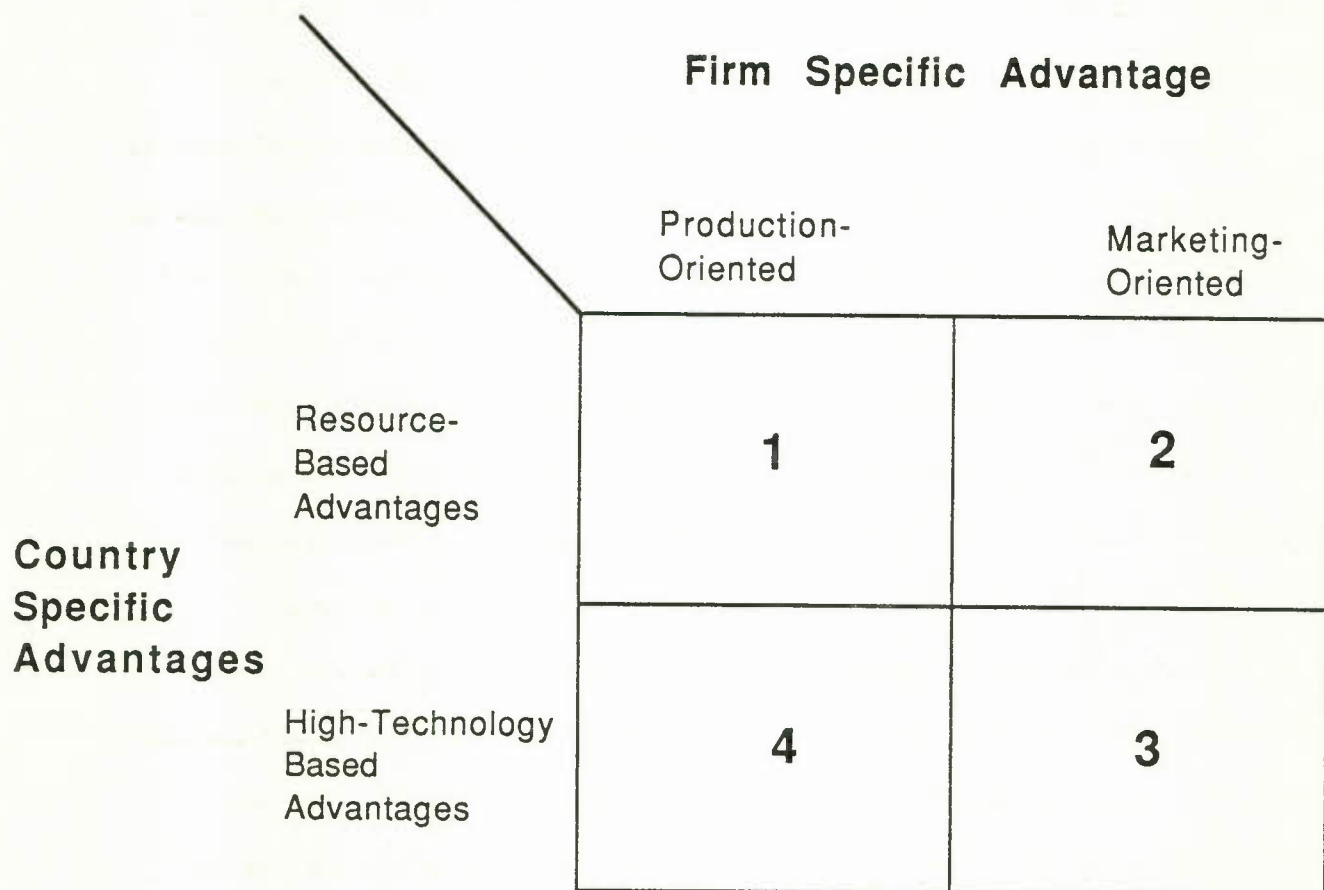 Firm Specific Advantage
Production-
Oriented
Marketing-
Oriented
Resource-
Based
Advantages
1
2
Country
Specific
Advantages
High-Technology
Based
Advantages
4
3